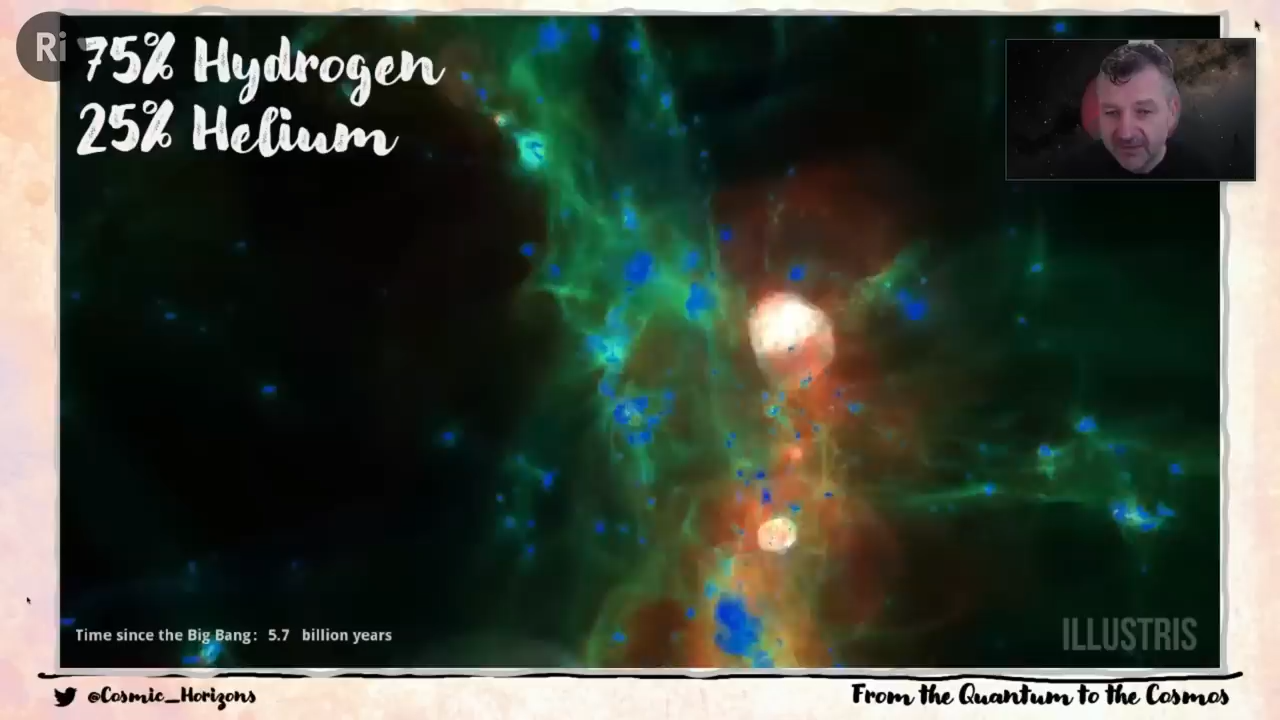 Ri
75% Hydrogen
25% Helium
Time since the Big Bang: 5.7 billion years
ILLUSTRIS
@Cosmic_Horizons
From the Quantum to the Cosmos